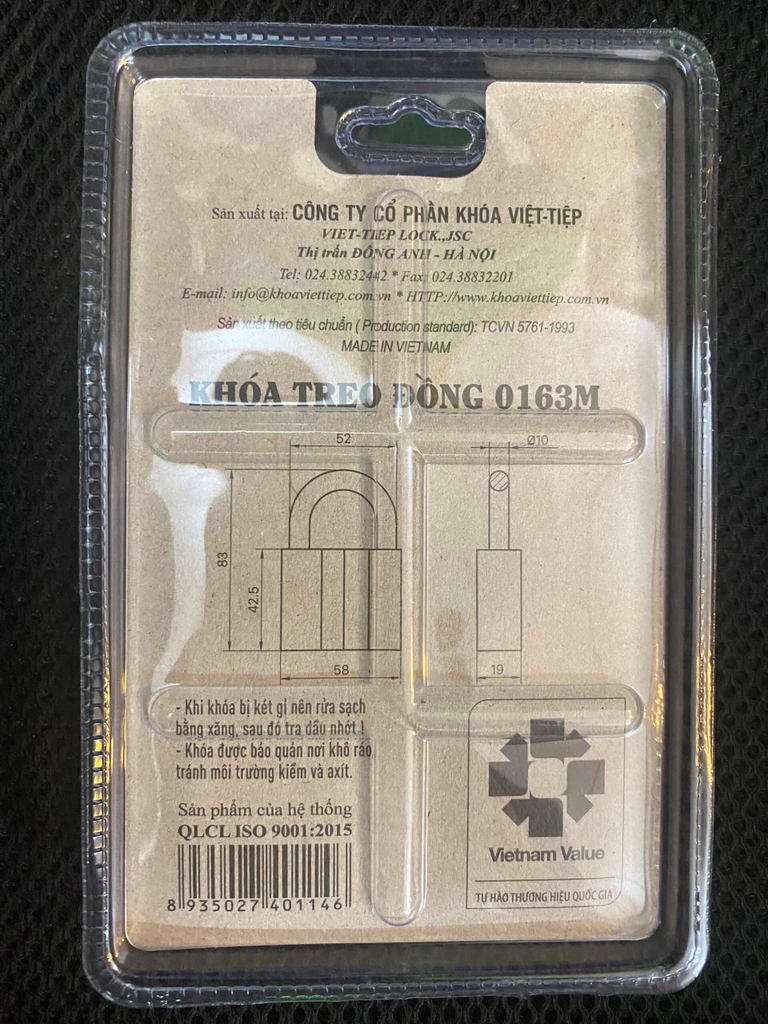 Sản xuất tại: CÔNG TY CỔ PHẦN KHÓA VIỆT-TIỆP
VIET-TIEP LOCK.,JSC
Thị trấn ĐÔNG ANH - HÀ NỘI
Tel: 024.38832442 * Fax: 024.38832201
E-mail: info@khoaviettiep.com.vn * HTTP://www.khoaviettiep.com.vn
Sản xuất theo tiêu chuẩn ( Production standard): TCVN 5761-1993
MADE IN VIETNAM
KHÓA TREO ĐỒNG 0163M
52
Ø10
83
42.5
58
19
- Khi khóa bị két gỉ nên rửa sạch
bằng xăng, sau đó tra dầu nhớt !
- Khóa được bảo quản nơi khô ráo,
tránh môi trường kiềm và axít.
Sản phẩm của hệ thống
QLCL ISO 9001:2015
8 935027 401146
Vietnam Value
TỰ HÀO THƯƠNG HIỆU QUỐC GIA